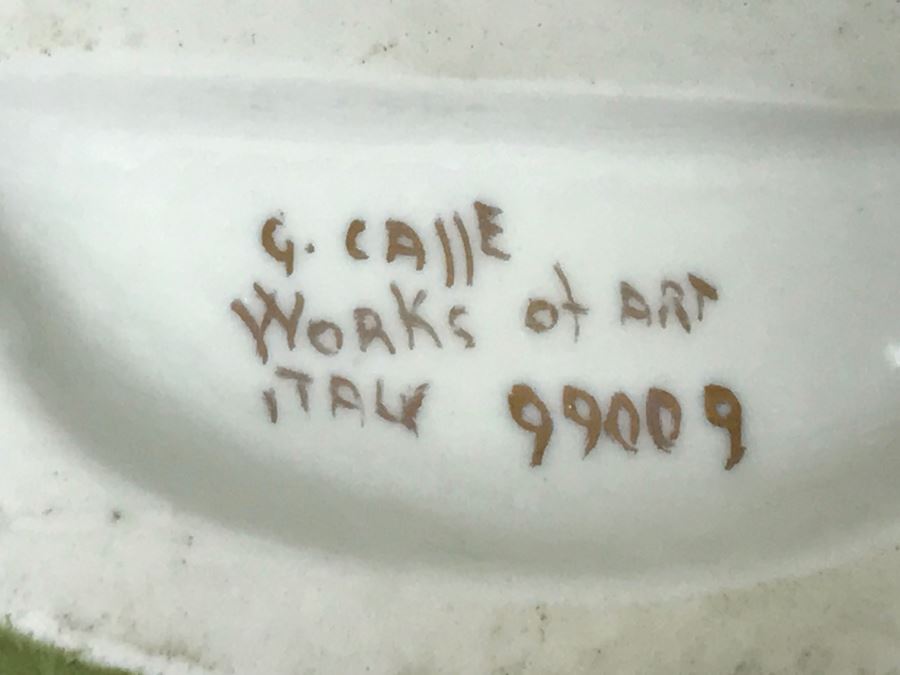 G. CAllE
WORKS of ART
ITALY 99009